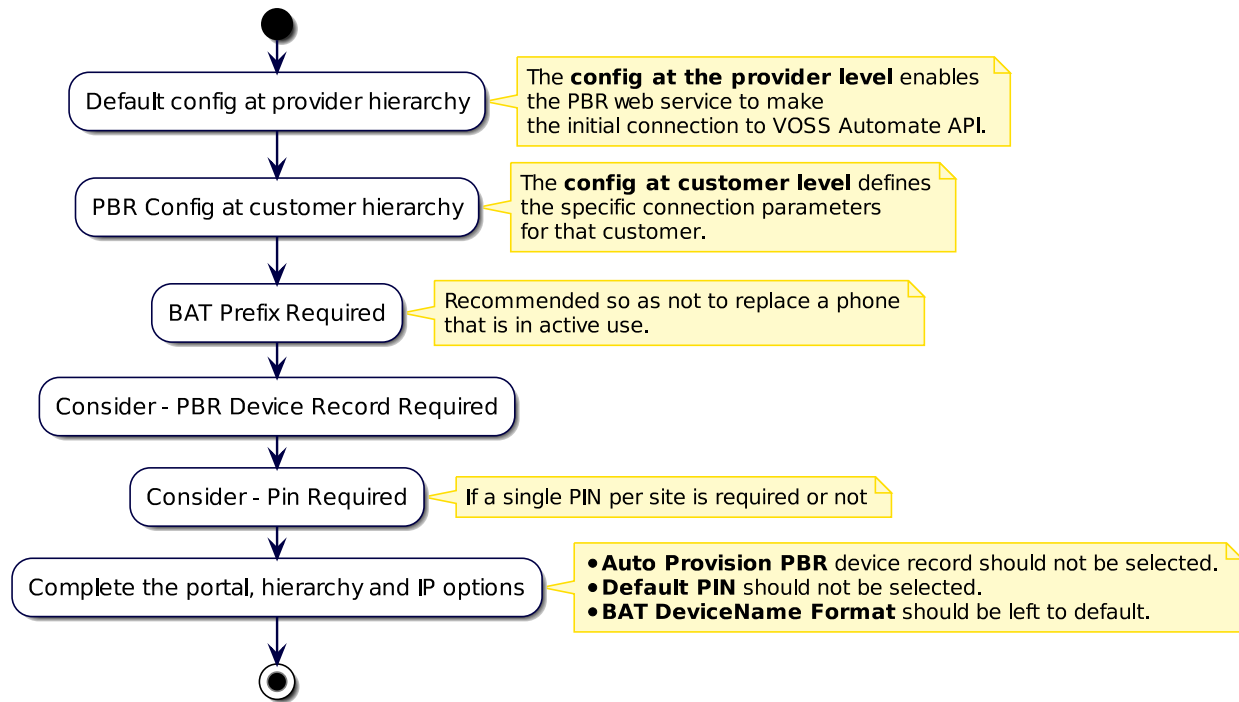 Default config at provider hierarchy
The config at the provider level enables
the PBR web service to make
the initial connection to VOSS Automate API.
PBR Config at customer hierarchy
The config at customer level defines
the specific connection parameters
for that customer.
BAT Prefix Required
Recommended so as not to replace a phone
that is in active use.
Consider - PBR Device Record Required
Consider - Pin Required
If a single PIN per site is required or not
Complete the portal, hierarchy and IP options
• Auto Provision PBR device record should not be selected.
• Default PIN should not be selected.
• BAT DeviceName Format should be left to default.